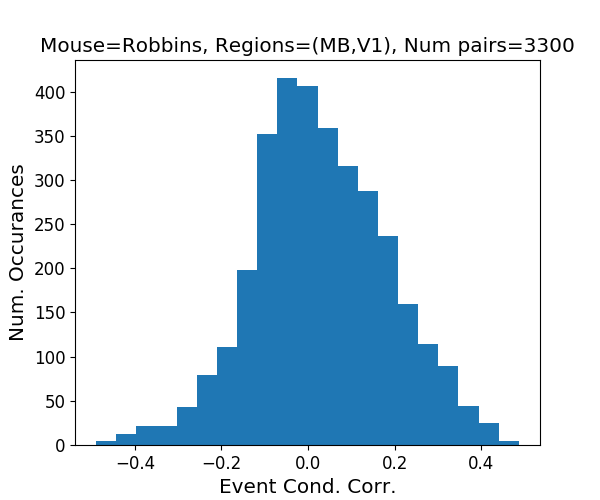 Mouse=Robbins, Regions=(MB,V1), Num pairs=3300
Num. Occurances
400
350
300
250
200
150
100
50
0
−0.4 −0.2 0.0 0.2 0.4
Event Cond. Corr.